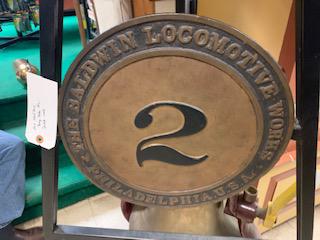 THE BALDWIN LOCOMOTIVE WORKS
2
PHILADELPHIA U.S.A.